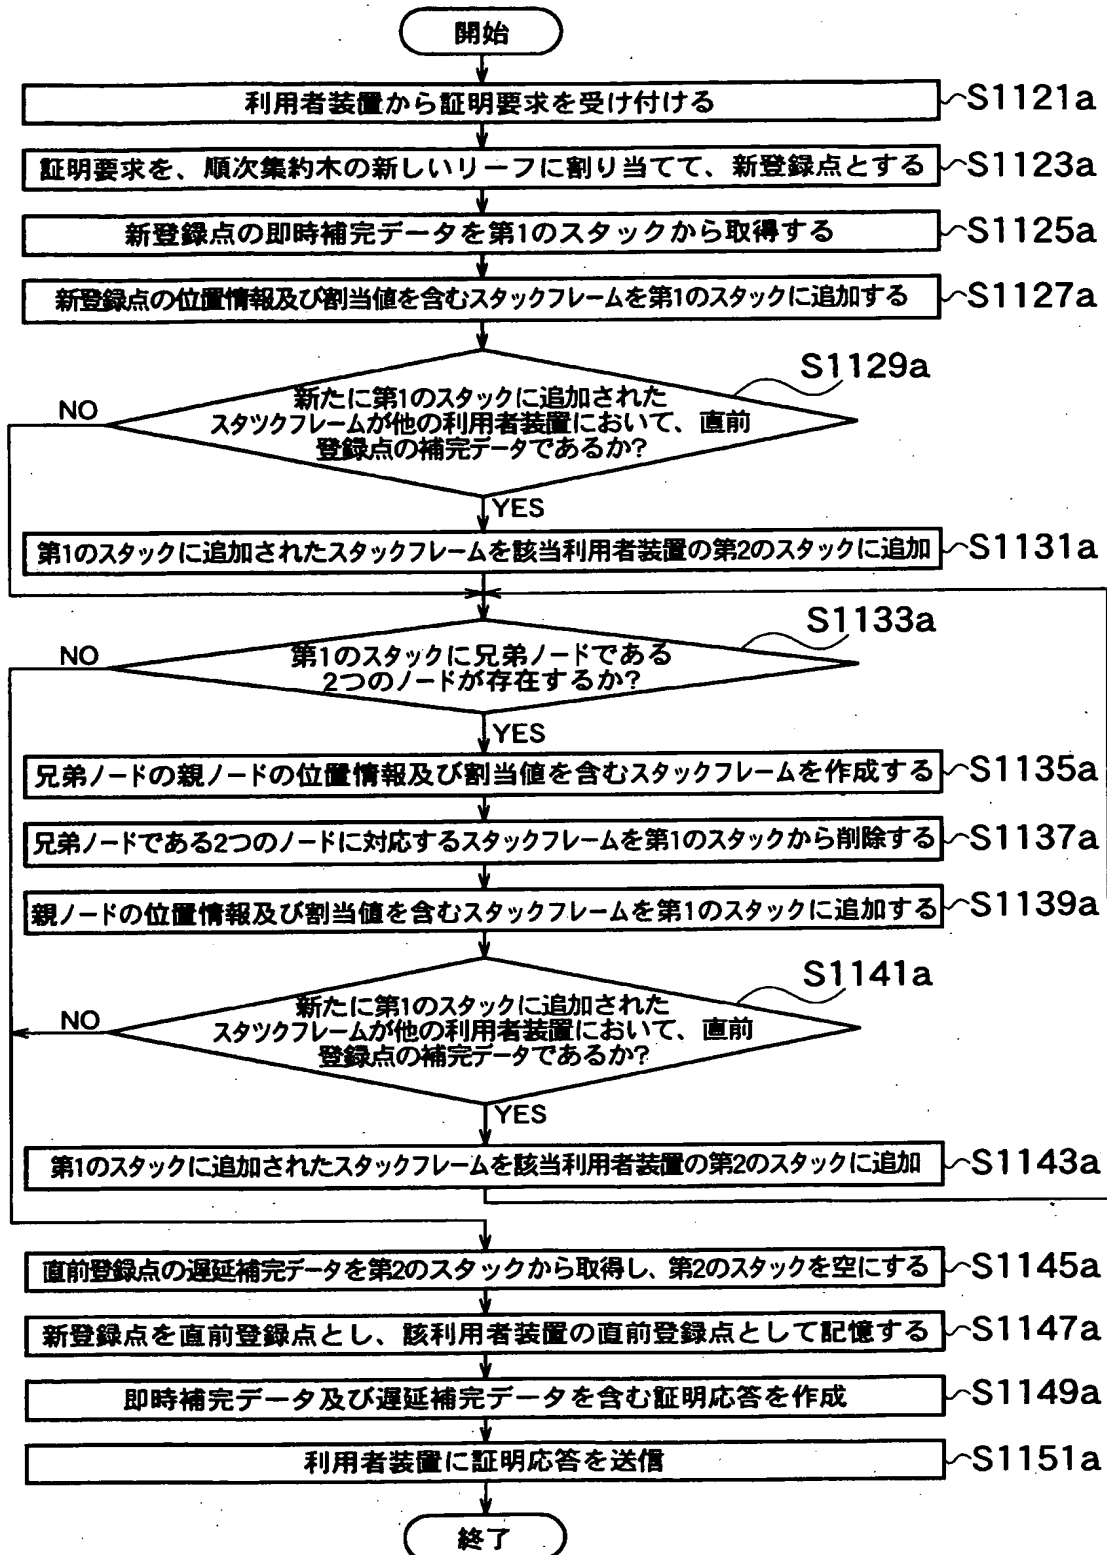 開始
利用者装置から証明要求を受け付ける
S1121a
証明要求を、順次集約木の新しいリーフに割り当てて、新登録点とする
S1123a
新登録点の即時補完データを第1のスタックから取得する
S1125a
新登録点の位置情報及び割当値を含むスタックフレームを第1のスタックに追加する
S1127a
S1129a
新たに第1のスタックに追加された
スタツクフレームが他の利用者装置において、直前
登録点の補完データであるか?
NO
YES
第1のスタックに追加されたスタックフレームを該当利用者装置の第2のスタックに追加
S1131a
S1133a
第1のスタックに兄弟ノードである
2つのノードが存在するか?
NO
YES
兄弟ノードの親ノードの位置情報及び割当値を含むスタックフレームを作成する
S1135a
兄弟ノードである2つのノードに対応するスタックフレームを第1のスタックから削除する
S1137a
親ノードの位置情報及び割当値を含むスタックフレームを第1のスタックに追加する
S1139a
S1141a
新たに第1のスタックに追加された
スタツクフレームが他の利用者装置において、直前
登録点の補完データであるか?
NO
YES
第1のスタックに追加されたスタックフレームを該当利用者装置の第2のスタックに追加
S1143a
直前登録点の遅延補完データを第2のスタックから取得し、第2のスタックを空にする
S1145a
新登録点を直前登録点とし、該利用者装置の直前登録点として記憶する
S1147a
即時補完データ及び遅延補完データを含む証明応答を作成
S1149a
利用者装置に証明応答を送信
S1151a
終了